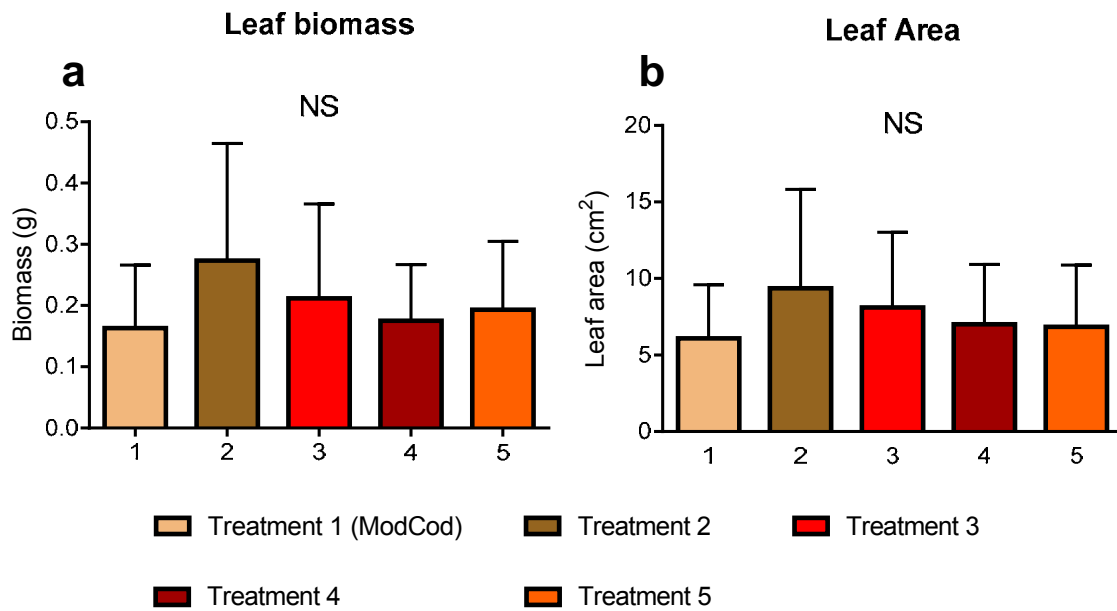 Leaf biomass
a
NS
Biomass (g)
0.5
0.4
0.3
0.2
0.1
0.0
1 2 3 4 5
Leaf Area
b
NS
Leaf area (cm²)
20
15
10
5
0
1 2 3 4 5
Treatment 1 (ModCod) Treatment 2 Treatment 3
Treatment 4 Treatment 5